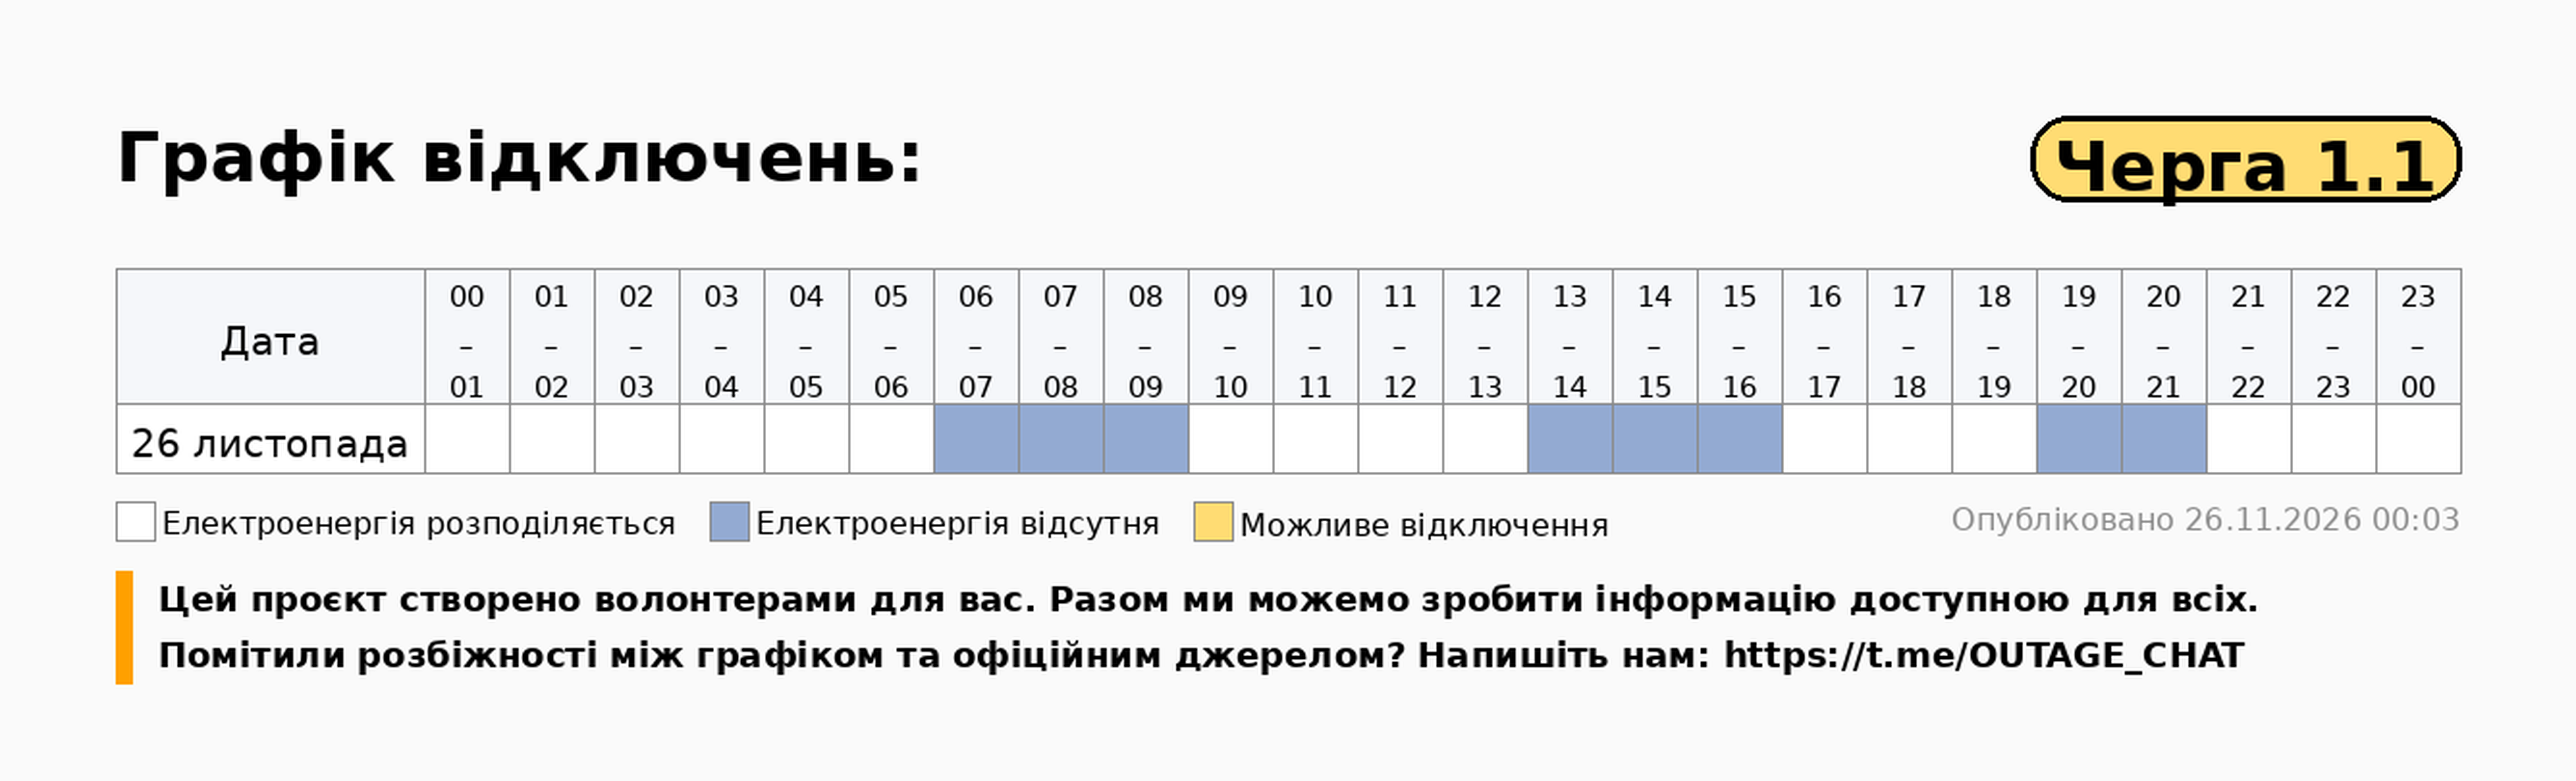 Графік відключень:
Черга 1.1
Дата
00 – 01
01 – 02
02 – 03
03 – 04
04 – 05
05 – 06
06 – 07
07 – 08
08 – 09
09 – 10
10 – 11
11 – 12
12 – 13
13 – 14
14 – 15
15 – 16
16 – 17
17 – 18
18 – 19
19 – 20
20 – 21
21 – 22
22 – 23
23 – 00
26 листопада
Електроенергія розподіляється
Електроенергія відсутня
Можливе відключення
Опубліковано 26.11.2026 00:03
Цей проєкт створено волонтерами для вас. Разом ми можемо зробити інформацію доступною для всіх.
Помітили розбіжності між графіком та офіційним джерелом? Напишіть нам: https://t.me/OUTAGE_CHAT